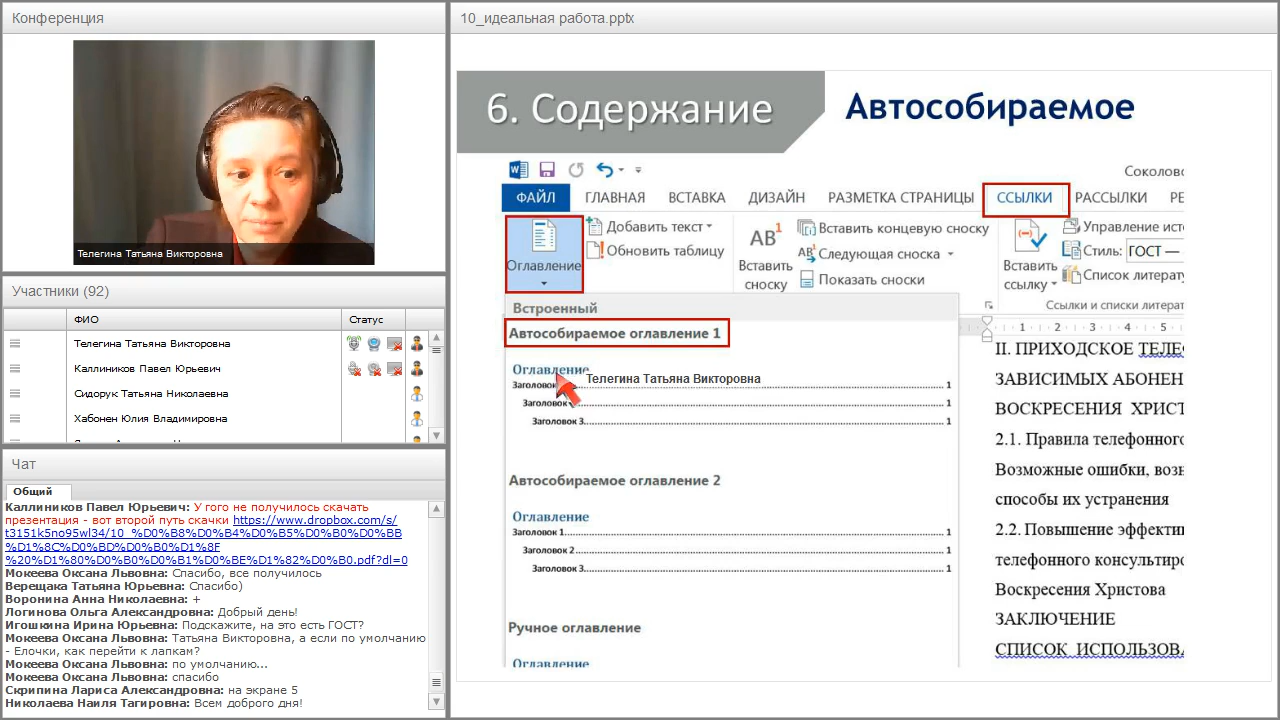 Конференция
Телегина Татьяна Викторовна
Участники (92)
ФИО
Статус
Телегина Татьяна Викторовна
Каллиников Павел Юрьевич
Сидорук Татьяна Николаевна
Хабонен Юлия Владимировна
Чат
Общий
Каллиников Павел Юрьевич: У гого не получилось скачать
презентация - вот второй путь скачки https://www.dropbox.com/s/
t3151k5no95wl34/10_%D0%B8%D0%B4%D0%B5%D0%B0%D0%BB
%D1%8C%D0%BD%D0%B0%D1%8F
%20%D1%80%D0%B0%D0%B1%D0%BE%D1%82%D0%B0.pdf?dl=0
Мокеева Оксана Львовна: Спасибо, все получилось
Верещака Татьяна Юрьевна: Спасибо)
Воронина Анна Николаевна: +
Логинова Ольга Александровна: Добрый день!
Игошкина Ирина Юрьевна: Подскажите, на это есть ГОСТ?
Мокеева Оксана Львовна: Татьяна Викторовна, а если по умолчанию
- Елочки, как перейти к лапкам?
Мокеева Оксана Львовна: по умолчанию...
Мокеева Оксана Львовна: спасибо
Скрипина Лариса Александровна: на экране 5
Николаева Наиля Тагировна: Всем доброго дня!
10_идеальная работа.pptx
6. Содержание
Автособираемое
Соколовс
ФАЙЛ ГЛАВНАЯ ВСТАВКА ДИЗАЙН РАЗМЕТКА СТРАНИЦЫ ССЫЛКИ РАССЫЛКИ РЕ
Оглавление
Добавить текст
Обновить таблицу
AB1
Вставить
сноску
Вставить концевую сноску
Следующая сноска
Показать сноски
Вставить
ссылку
Управление исто
Стиль: ГОСТ —
Список литерату
Ссылки и списки литерат
Встроенный
Автособираемое оглавление 1
Оглавление
Телегина Татьяна Викторовна
Заголовок 1
Заголовок 1
Заголовок 3 1
Автособираемое оглавление 2
Оглавление
Заголовок 1 1
Заголовок 2 1
Заголовок 3 1
Ручное оглавление
Оглавление
1 2 3 4 5
II. ПРИХОДСКОЕ ТЕЛЕФ
ЗАВИСИМЫХ АБОНЕН
ВОСКРЕСЕНИЯ ХРИСТ
2.1. Правила телефонного
Возможные ошибки, возн
способы их устранения
2.2. Повышение эффекти
телефонного консультиро
Воскресения Христова
ЗАКЛЮЧЕНИЕ
СПИСОК ИСПОЛЬЗОВА